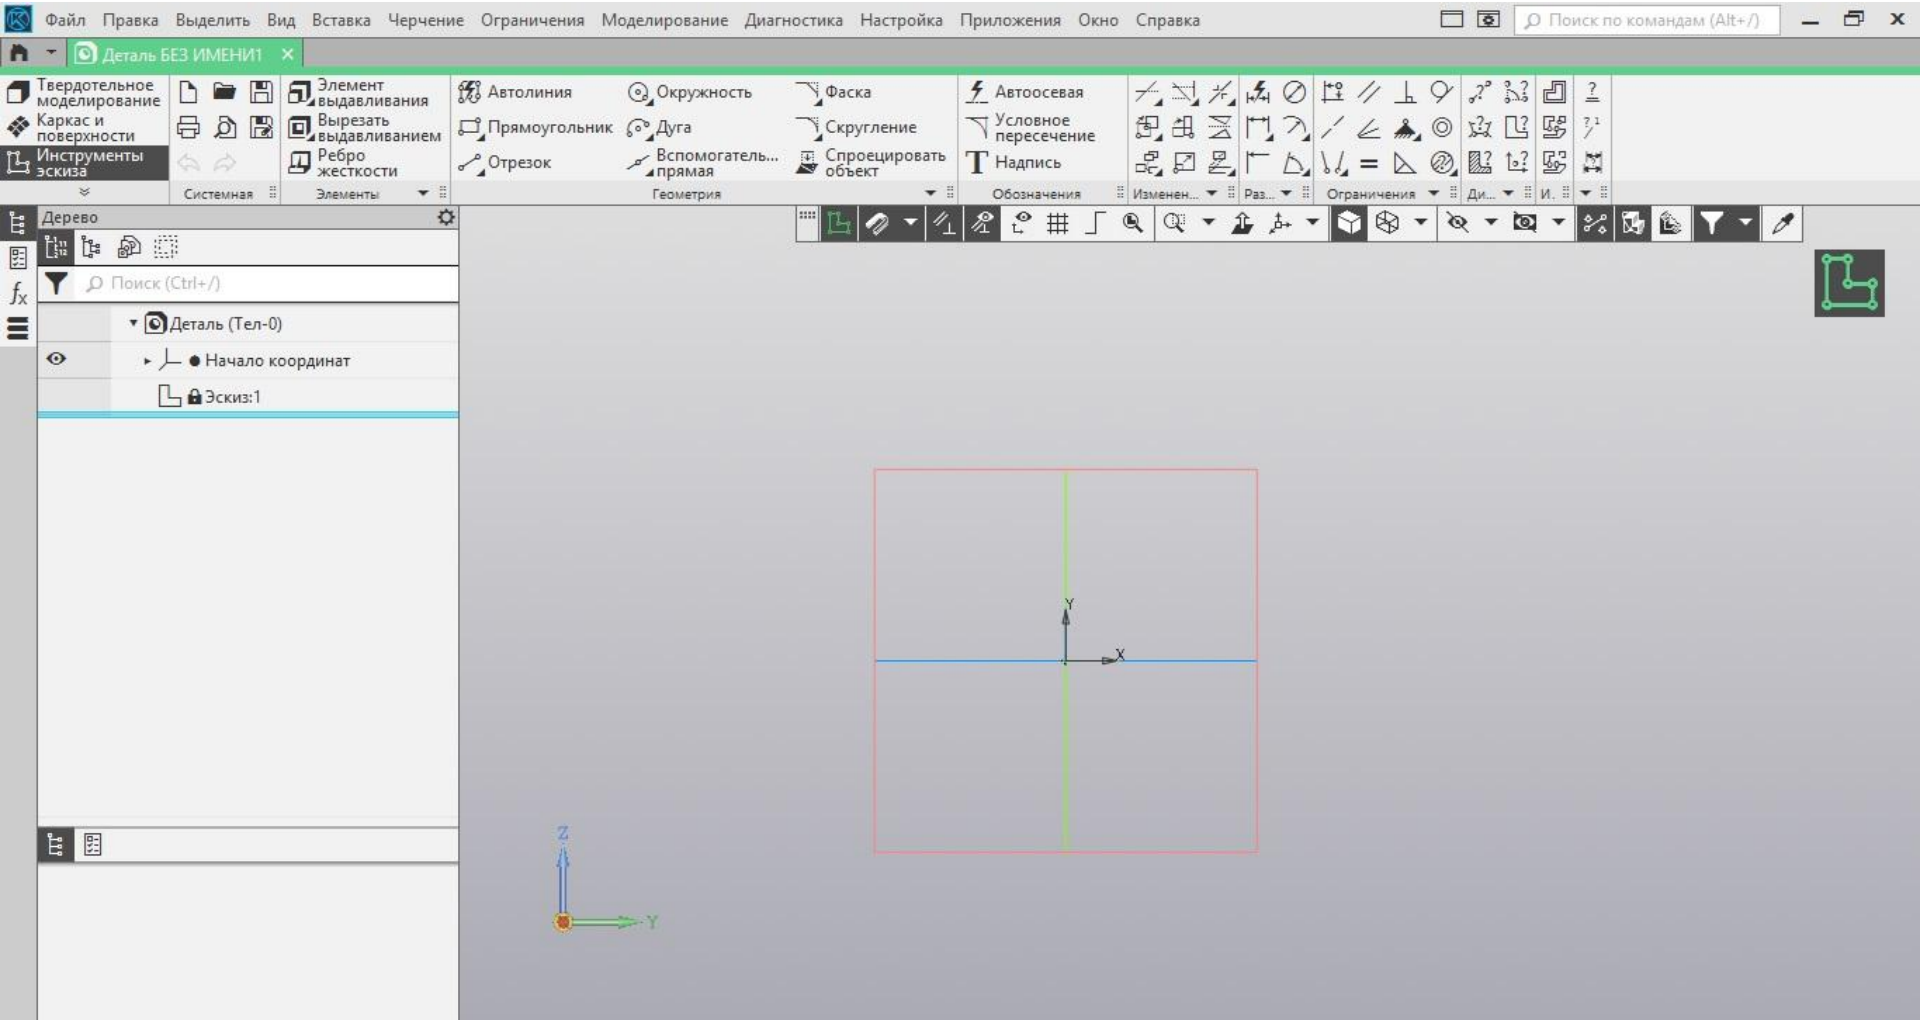 Файл Правка Выделить Вид Вставка Черчение Ограничения Моделирование Диагностика Настройка Приложения Окно Справка Поиск по командам (Alt+/)
Деталь БЕЗ ИМЕНИ1
Твердотельное моделирование
Каркас и поверхности
Инструменты эскиза
Системная
Элемент выдавливания
Вырезать выдавливанием
Ребро жесткости
Элементы
Автолиния Окружность Фаска
Прямоугольник Дуга Скругление
Отрезок Вспомогатель... прямая Спроецировать объект
Геометрия
Автоосевая
Условное пересечение
Надпись
Обозначения
Изменен... Раз... Ограничения Ди... И.
Дерево
Поиск (Ctrl+/)
Деталь (Тел-0)
Начало координат
Эскиз:1
Y
X
Z
Y